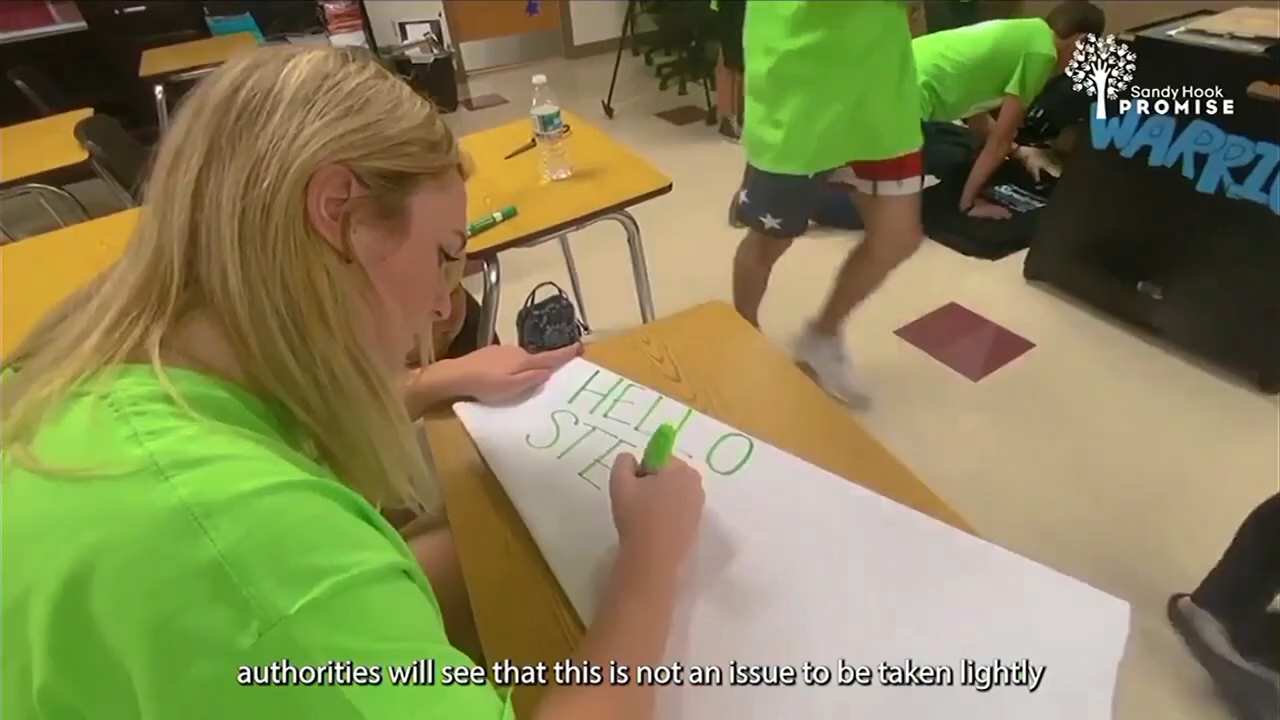 Sandy Hook
PROMISE
WARRI
HELLO
STE
authorities will see that this is not an issue to be taken lightly